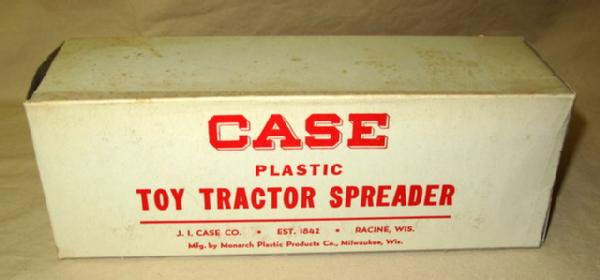 CASE
PLASTIC
TOY TRACTOR SPREADER
J. I. CASE CO. • EST. 1842 • RACINE, WIS.
Mfg. by Monarch Plastic Products Co., Milwaukee, Wis.